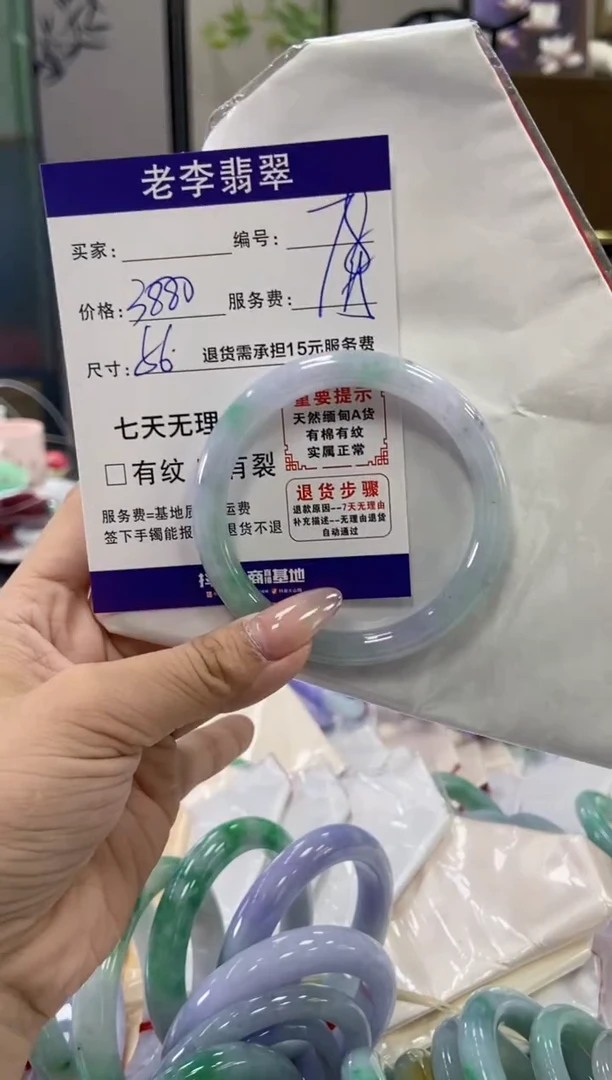 老李翡翠
买家: 编号:
价格: 3880 服务费:
尺寸: 56. 退货需承担15元服务费
七天无理
□有纹 有裂
重要提示
天然缅甸A货
有棉有纹
实属正常
退货步骤
退款原因--7天无理由
补充描述--无理由退货
自动通过
服务费=基地质 运费
签下手镯能报 退货不退
商 基地